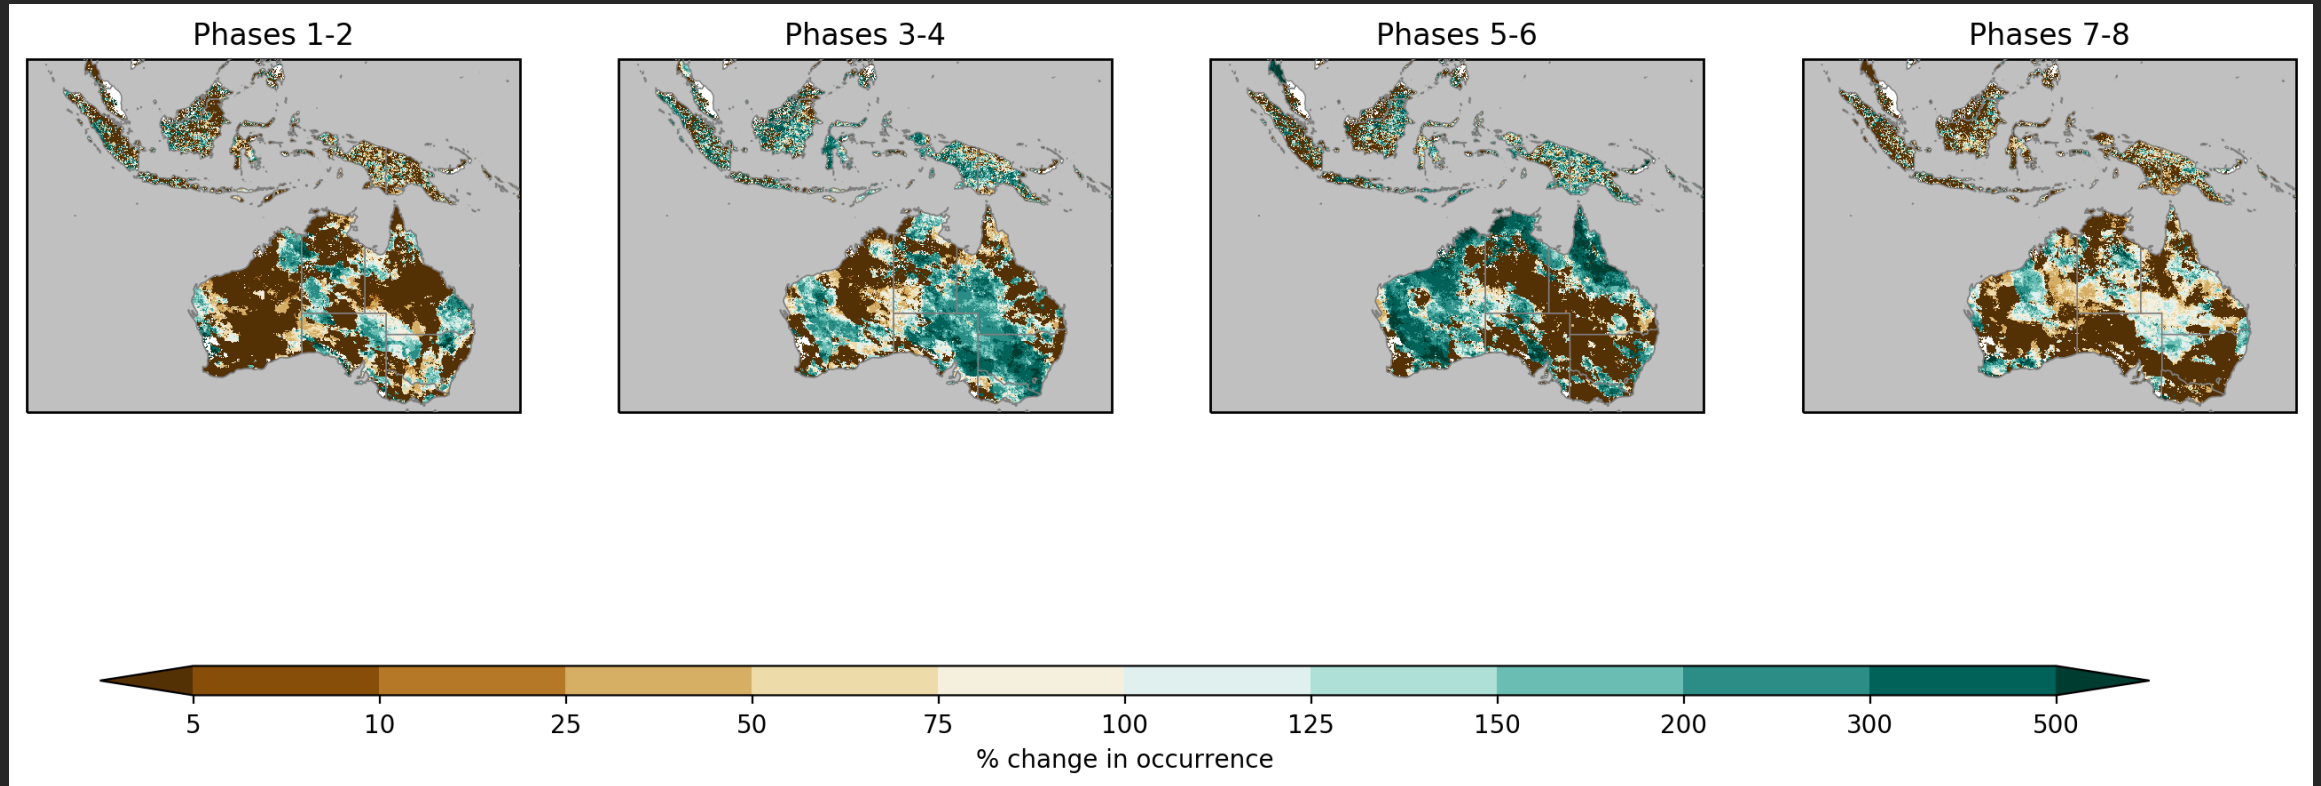 Phases 1-2
Phases 3-4
Phases 5-6
Phases 7-8
5 10 25 50 75 100 125 150 200 300 500
% change in occurrence